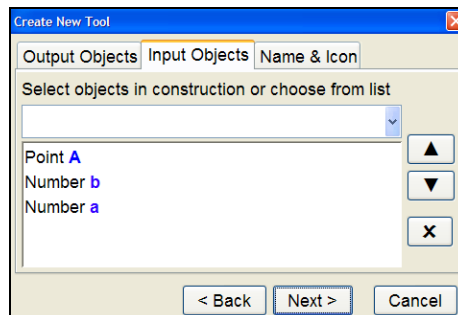 Create New Tool
Output Objects Input Objects Name & Icon
Select objects in construction or choose from list
Point A
Number b
Number a
< Back Next > Cancel